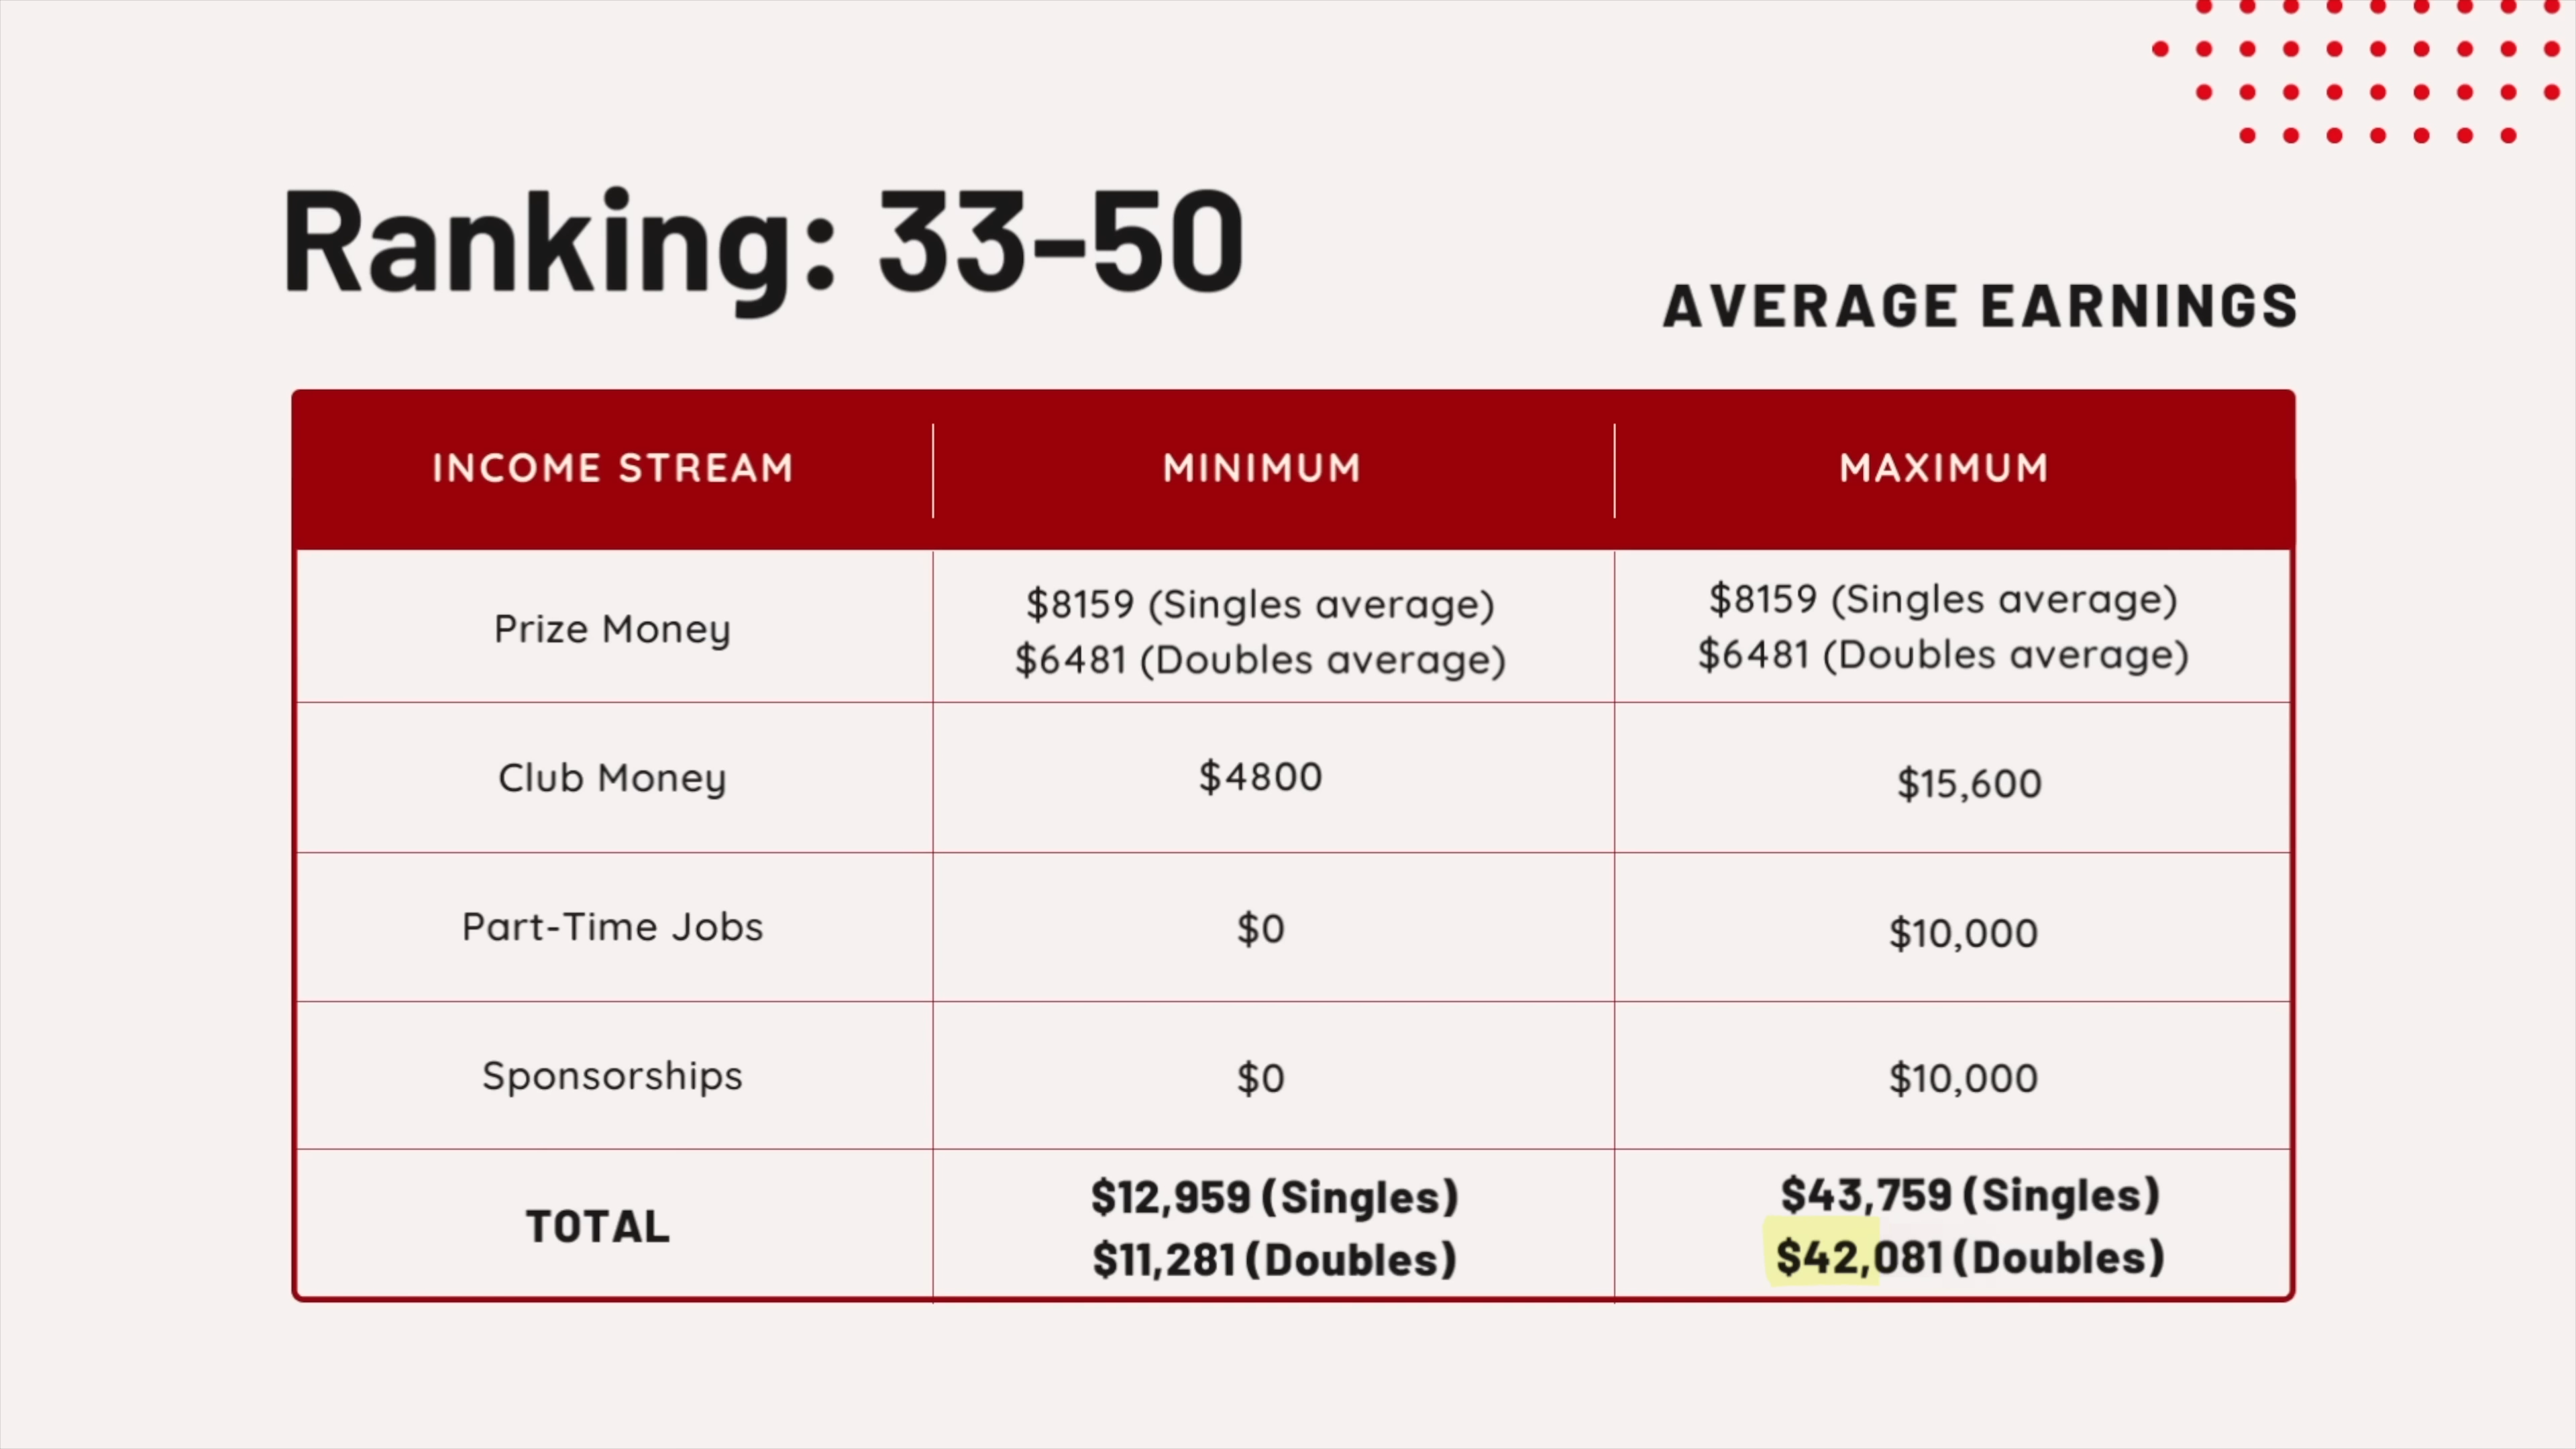 Ranking: 33-50
AVERAGE EARNINGS
INCOME STREAM
MINIMUM
MAXIMUM
Prize Money
$8159 (Singles average)
$6481 (Doubles average)
$8159 (Singles average)
$6481 (Doubles average)
Club Money
$4800
$15,600
Part-Time Jobs
$0
$10,000
Sponsorships
$0
$10,000
TOTAL
$12,959 (Singles)
$11,281 (Doubles)
$43,759 (Singles)
$42,081 (Doubles)